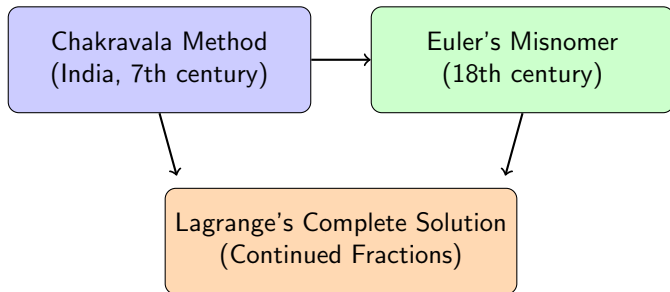 Chakravala Method
(India, 7th century)
Euler's Misnomer
(18th century)
Lagrange's Complete Solution
(Continued Fractions)